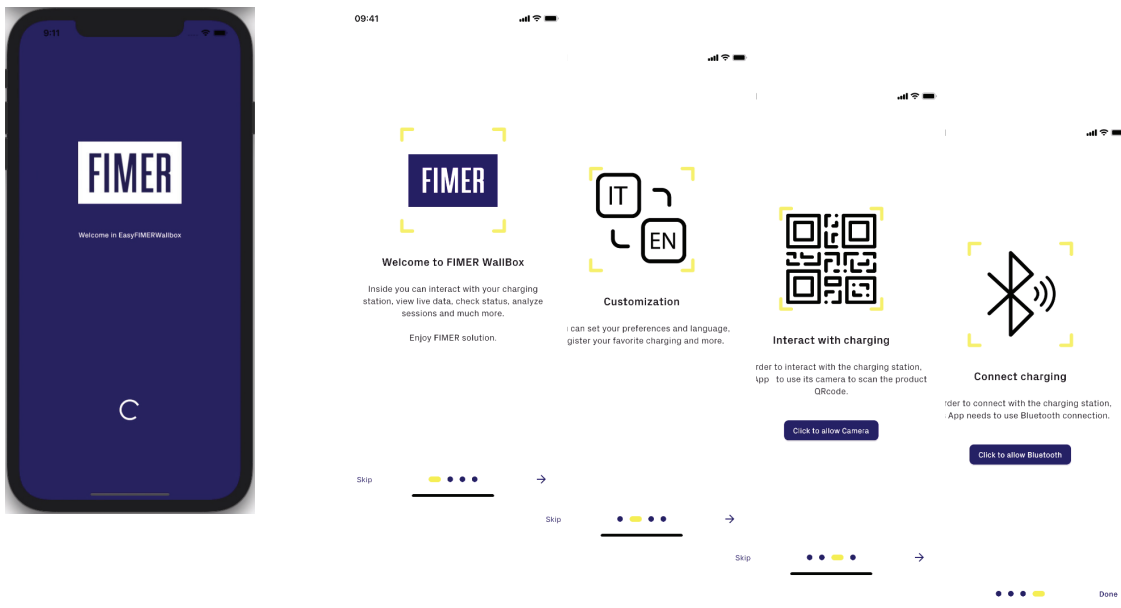 9:11
FIMER
Welcome in EasyFIMERWallbox
09:41
FIMER
Welcome to FIMER WallBox
Inside you can interact with your charging
station, view live data, check status, analyze
sessions and much more.
Enjoy FIMER solution.
Skip
IT
EN
Customization
can set your preferences and language,
gister your favorite charging and more.
Skip
Interact with charging
rder to interact with the charging station,
App to use its camera to scan the product
QRcode.
Click to allow Camera
Skip
Connect charging
rder to connect with the charging station,
App needs to use Bluetooth connection.
Click to allow Bluetooth
Done